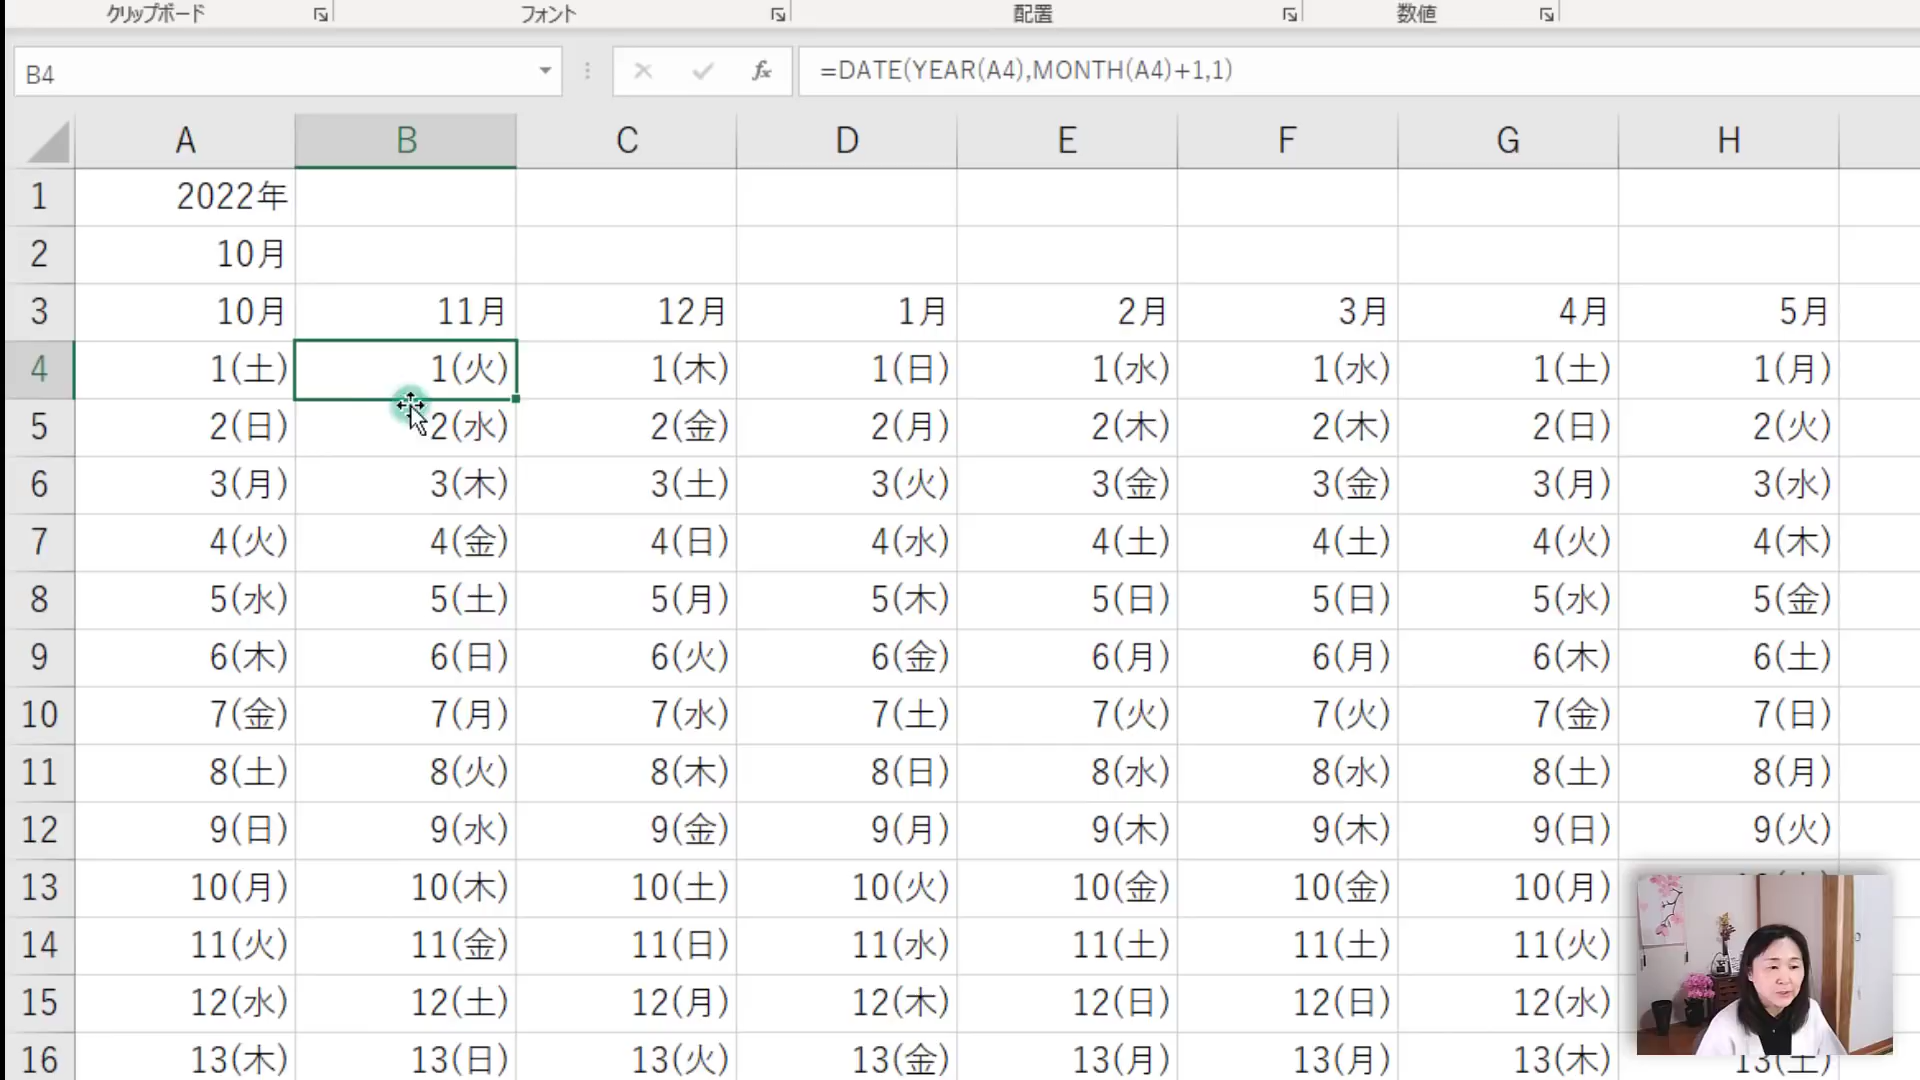 クリップボード フォント 配置 数値
B4 fx =DATE(YEAR(A4),MONTH(A4)+1,1)
A B C D E F G H
1 2022年
2 10月
3 10月 11月 12月 1月 2月 3月 4月 5月
4 1(土) 1(火) 1(木) 1(日) 1(水) 1(水) 1(土) 1(月)
5 2(日) 2(水) 2(金) 2(月) 2(木) 2(木) 2(日) 2(火)
6 3(月) 3(木) 3(土) 3(火) 3(金) 3(金) 3(月) 3(水)
7 4(火) 4(金) 4(日) 4(水) 4(土) 4(土) 4(火) 4(木)
8 5(水) 5(土) 5(月) 5(木) 5(日) 5(日) 5(水) 5(金)
9 6(木) 6(日) 6(火) 6(金) 6(月) 6(月) 6(木) 6(土)
10 7(金) 7(月) 7(水) 7(土) 7(火) 7(火) 7(金) 7(日)
11 8(土) 8(火) 8(木) 8(日) 8(水) 8(水) 8(土) 8(月)
12 9(日) 9(水) 9(金) 9(月) 9(木) 9(木) 9(日) 9(火)
13 10(月) 10(木) 10(土) 10(火) 10(金) 10(金) 10(月)
14 11(火) 11(金) 11(日) 11(水) 11(土) 11(土) 11(火)
15 12(水) 12(土) 12(月) 12(木) 12(日) 12(日) 12(水)
16 13(木) 13(日) 13(火) 13(金) 13(月) 13(月) 13(木) 13(土)